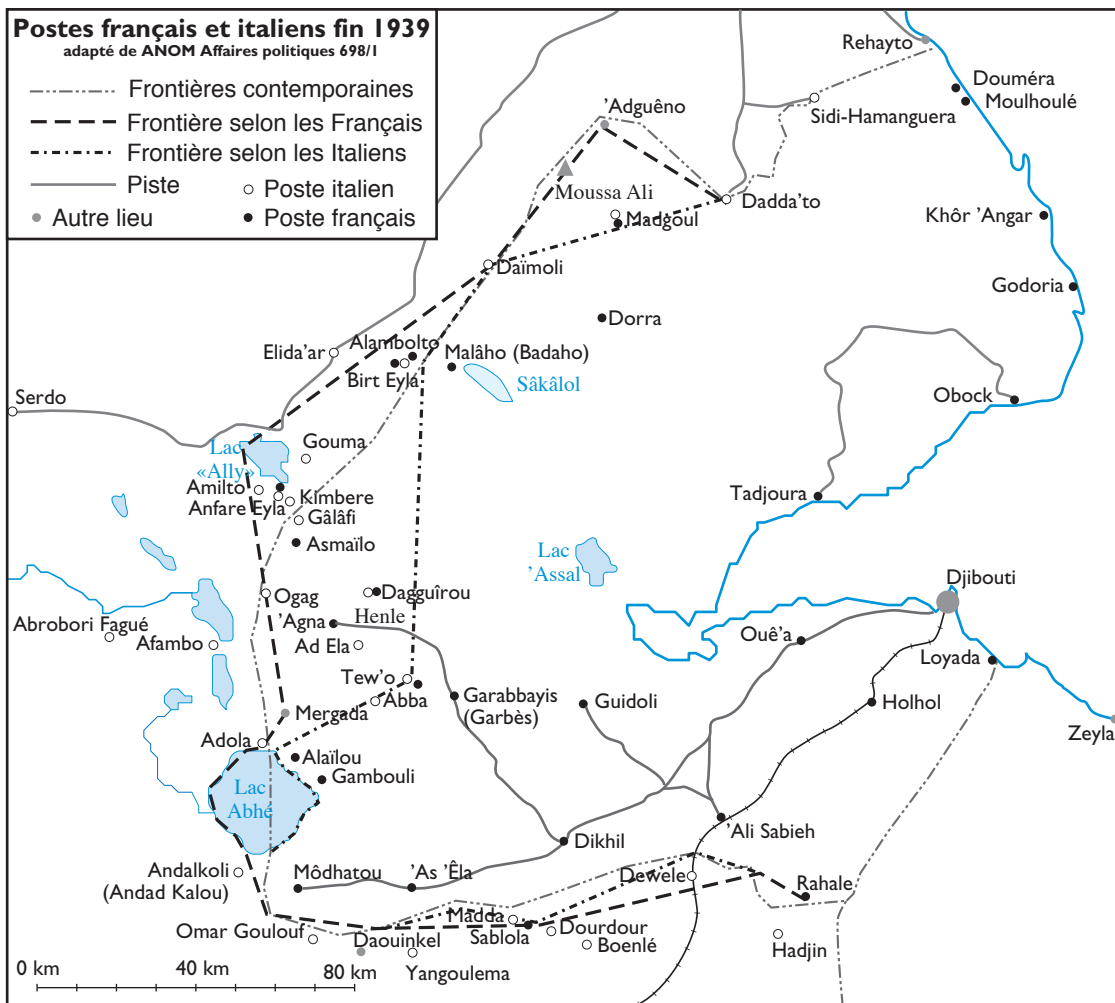 Postes français et italiens fin 1939
adapté de ANOM Affaires politiques 698/1
Frontières contemporaines
Frontière selon les Français
Frontière selon les Italiens
Piste
Poste italien
Autre lieu
Poste français
Rehayto
Douméra
Moulhoulé
Sidi-Hamanguera
'Adguêno
Moussa Ali
Madgoul
Dadda'to
Khôr 'Angar
Daïmoli
Godoria
Dorra
Elida'ar
Alambolto
Birt Eyla
Malâho (Badaho)
Sâkâlol
Serdo
Obock
Lac
«Ally»
Gouma
Amilto
Anfare Eyla
Kimbere
Gâlâfi
Asmaïlo
Tadjoura
Lac
'Assal
Djibouti
Ogag
Dagguîrou
'Agna
Henle
Abrobori Fagué
Afambo
Ad Ela
Ouê'a
Loyada
Tew'o
Abba
Garabbayis
(Garbès)
Guidoli
Holhol
Mergada
Zeyla
Adola
Alaïlou
Gambouli
Lac
Abhé
'Ali Sabieh
Dikhil
Andalkoli
(Andad Kalou)
Môdhatou
'As 'Êla
Dewele
Rahale
Omar Goulouf
Daouinkel
Madda
Sablola
Dourdour
Boenlé
Hadjin
Yangoulema
0 km
40 km
80 km